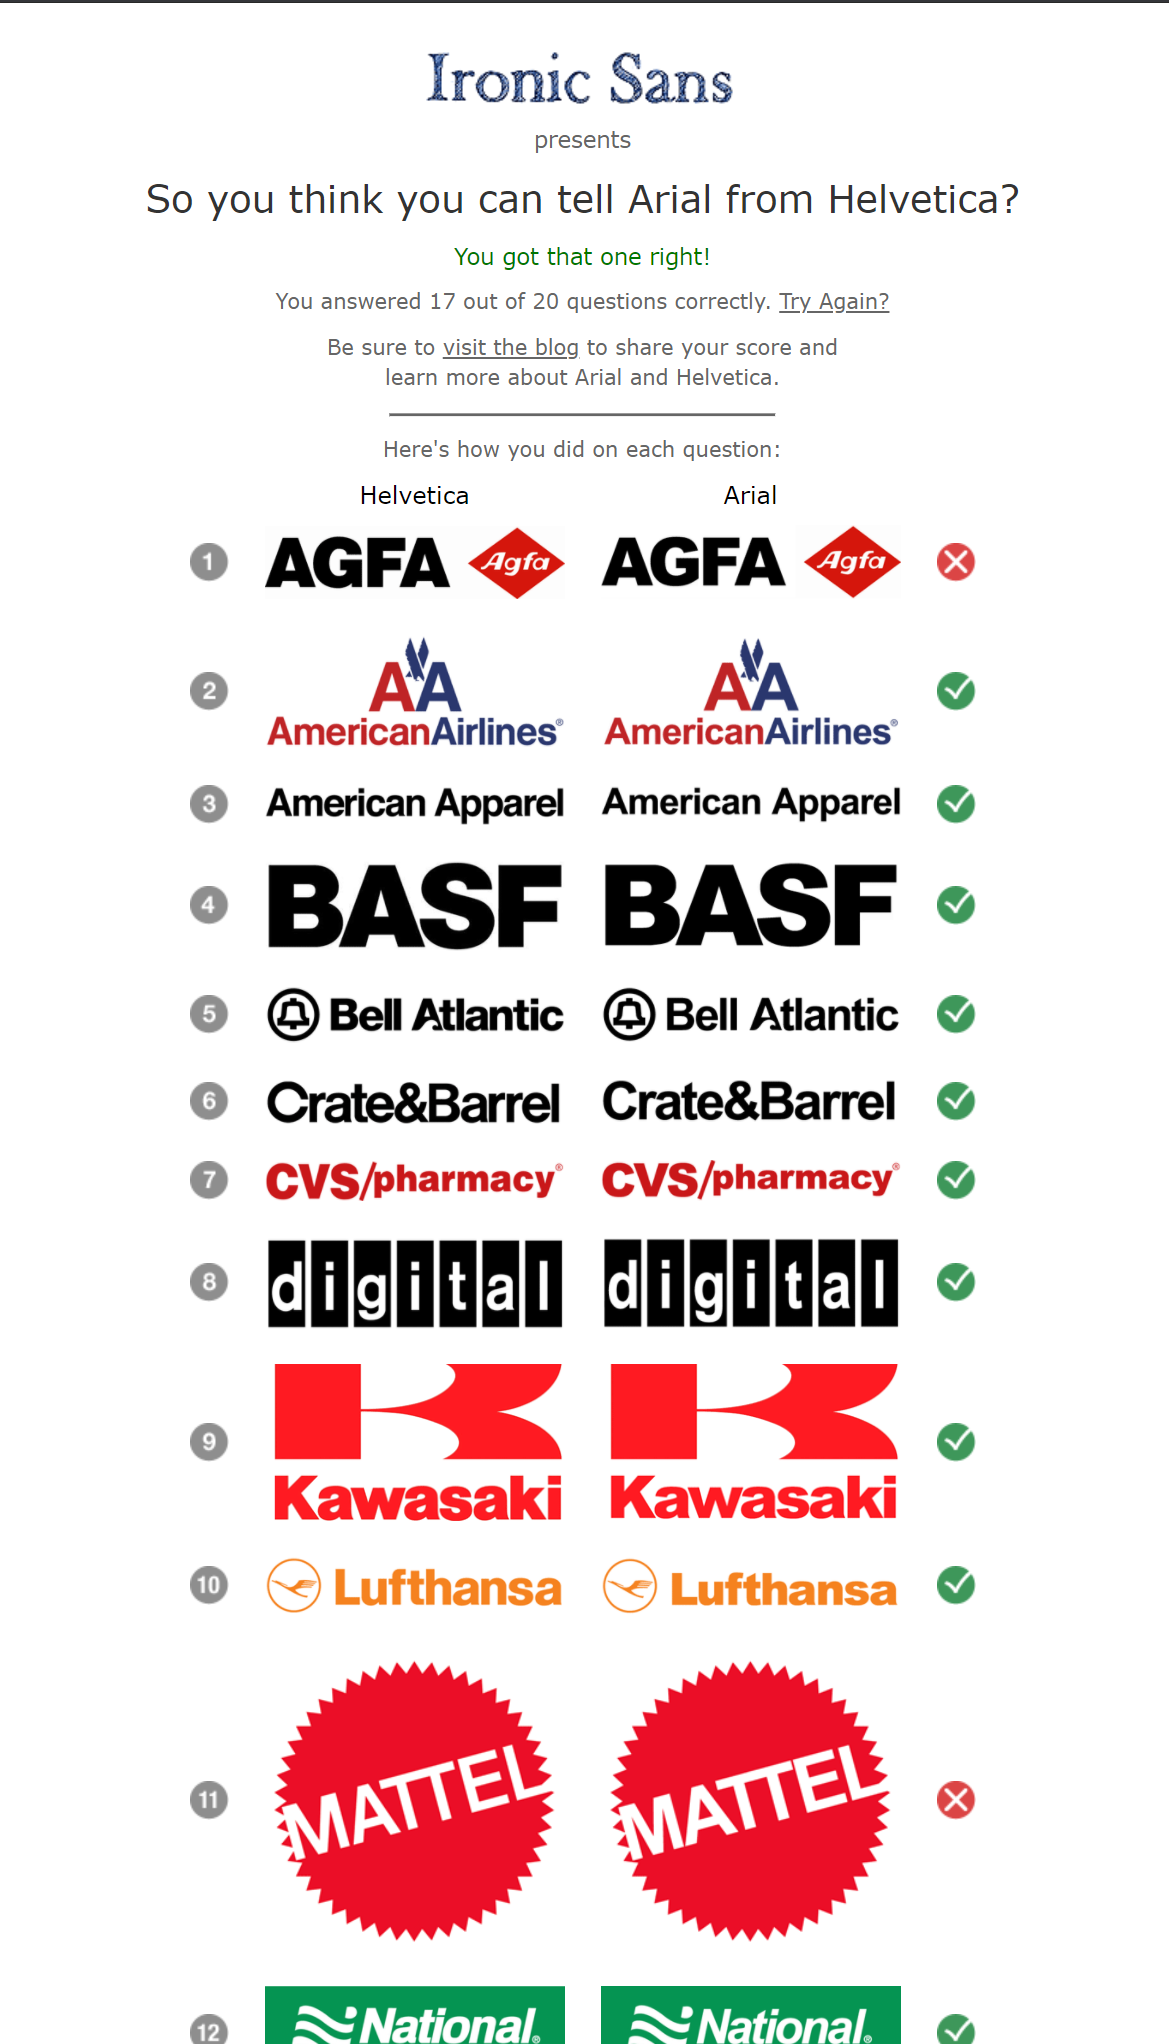 Ironic Sans
presents
So you think you can tell Arial from Helvetica?
You got that one right!
You answered 17 out of 20 questions correctly. Try Again?
Be sure to visit the blog to share your score and
learn more about Arial and Helvetica.
Here's how you did on each question:
Helvetica Arial
1 AGFA Agfa AGFA Agfa
2 AA AmericanAirlines® AA AmericanAirlines®
3 American Apparel American Apparel
4 BASF BASF
5 Bell Atlantic Bell Atlantic
6 Crate&Barrel Crate&Barrel
7 CVS/pharmacy® CVS/pharmacy®
8 digital digital
9 Kawasaki Kawasaki
10 Lufthansa Lufthansa
11 MATTEL MATTEL
12 National® National®